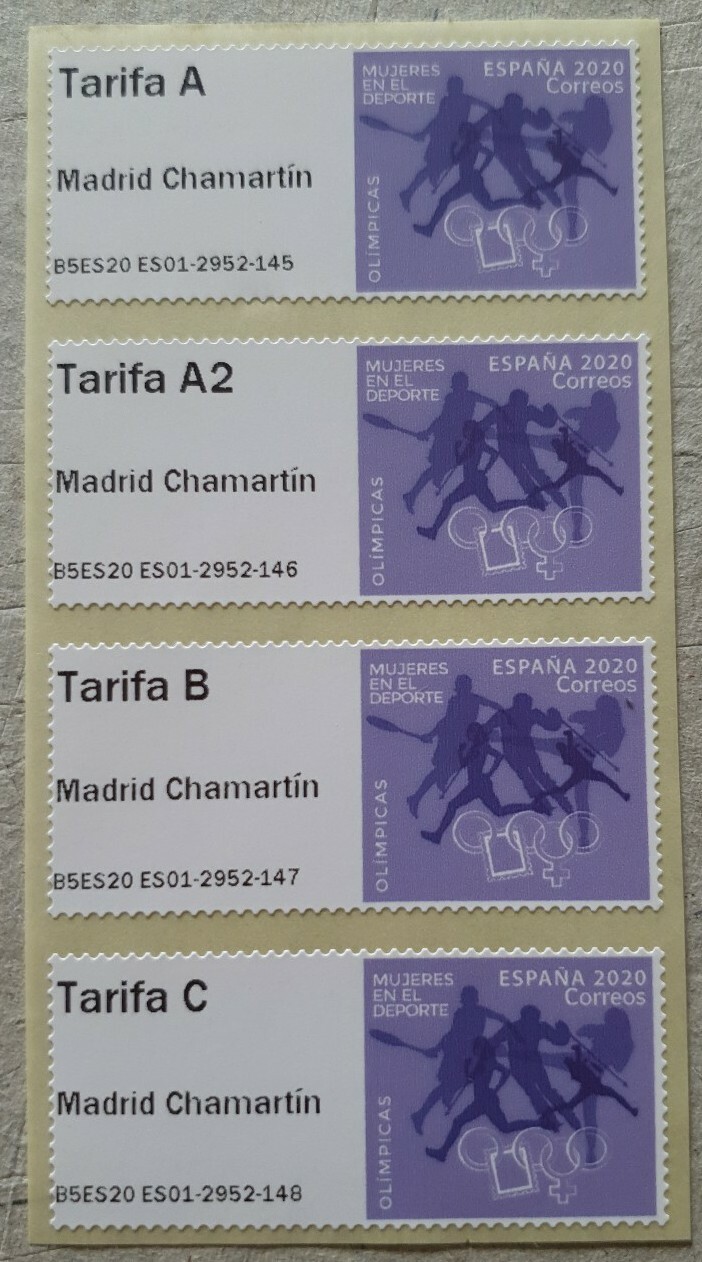 Tarifa A
Madrid Chamartín
B5ES20 ES01-2952-145
MUJERES
EN EL
DEPORTE
ESPAÑA 2020
Correos
OLÍMPICAS
Tarifa A2
Madrid Chamartín
B5ES20 ES01-2952-146
MUJERES
EN EL
DEPORTE
ESPAÑA 2020
Correos
OLÍMPICAS
Tarifa B
Madrid Chamartín
B5ES20 ES01-2952-147
MUJERES
EN EL
DEPORTE
ESPAÑA 2020
Correos
OLÍMPICAS
Tarifa C
Madrid Chamartín
B5ES20 ES01-2952-148
MUJERES
EN EL
DEPORTE
ESPAÑA 2020
Correos
OLÍMPICAS